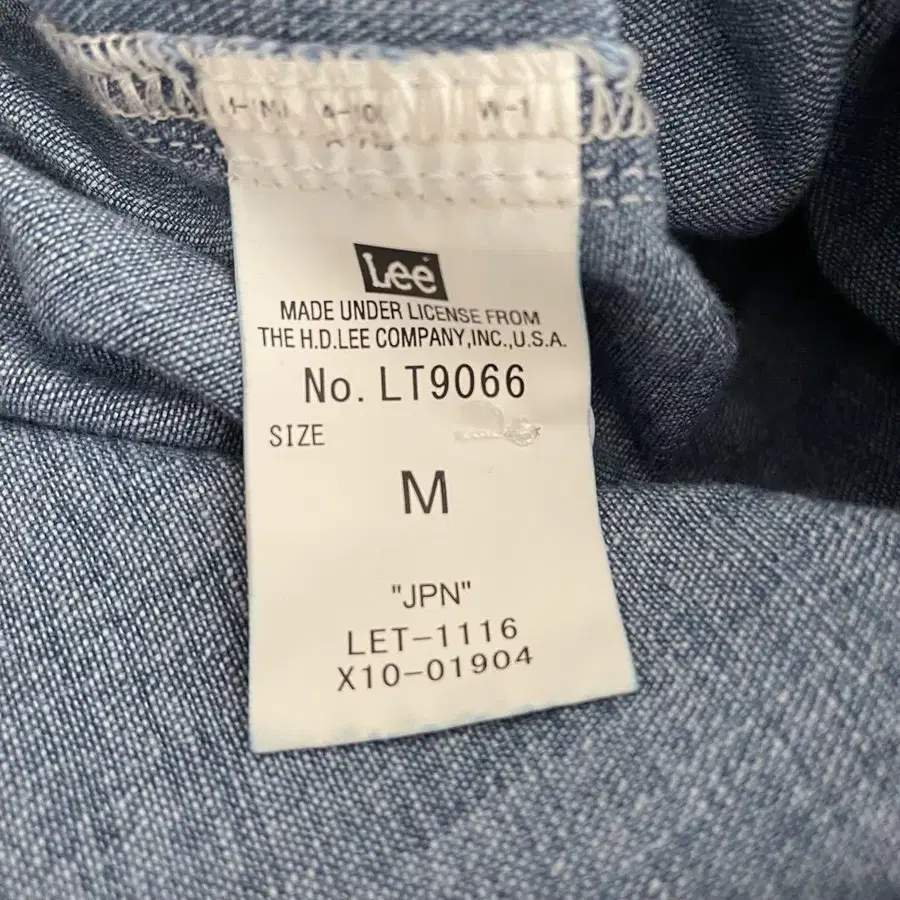 Lee
MADE UNDER LICENSE FROM
THE H.D.LEE COMPANY,INC.,U.S.A.
No. LT9066
SIZE
M
"JPN"
LET-1116
X10-01904